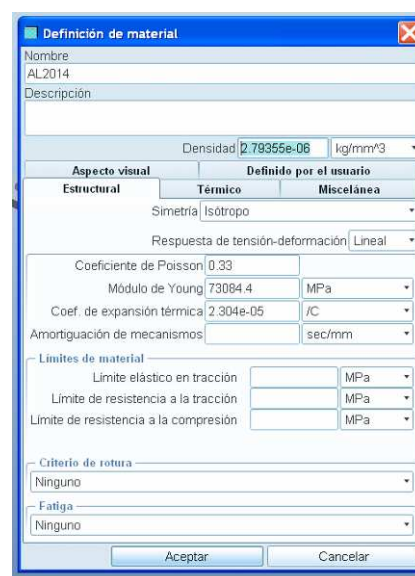 Definición de material
Nombre
AL2014
Descripción
Densidad 2.79355e-06 kg/mm^3
Aspecto visual Definido por el usuario
Estructural Térmico Miscelánea
Simetría Isótropo
Respuesta de tensión-deformación Lineal
Coeficiente de Poisson 0.33
Módulo de Young 73084.4 MPa
Coef. de expansión térmica 2.304e-05 /C
Amortiguación de mecanismos sec/mm
Límites de material
Límite elástico en tracción MPa
Límite de resistencia a la tracción MPa
Límite de resistencia a la compresión MPa
Criterio de rotura
Ninguno
Fatiga
Ninguno
Aceptar Cancelar